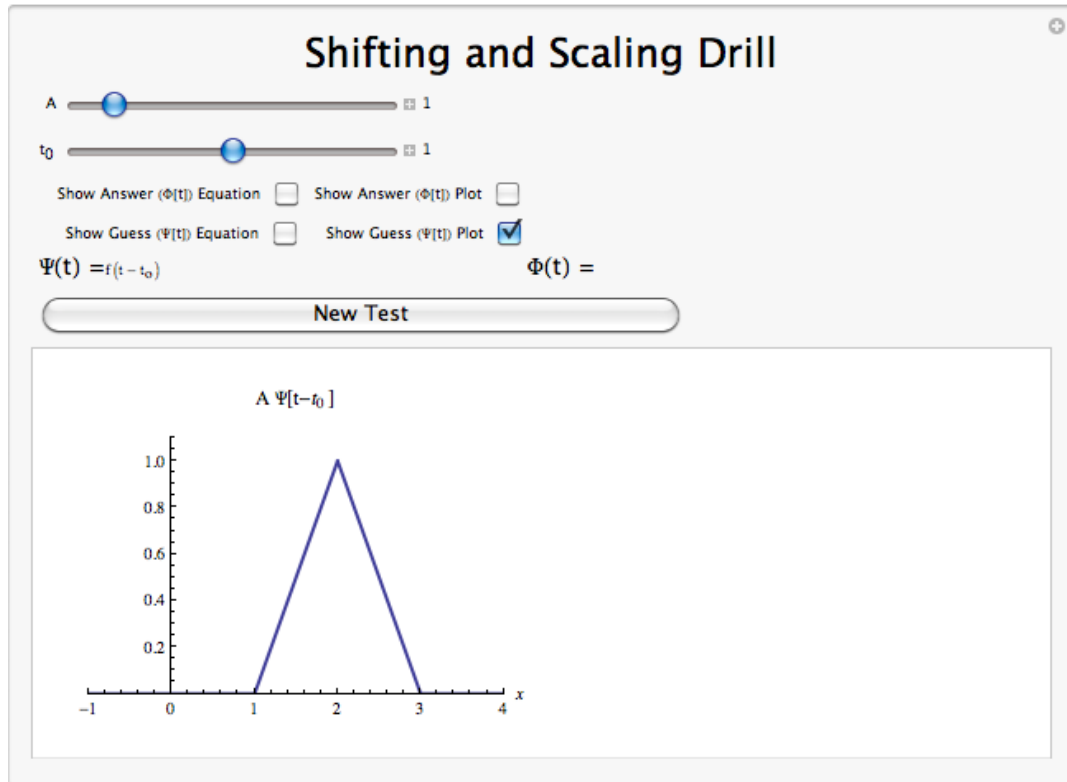 Shifting and Scaling Drill
A 1
t₀ 1
Show Answer (Φ[t]) Equation Show Answer (Φ[t]) Plot
Show Guess (Ψ[t]) Equation Show Guess (Ψ[t]) Plot
Ψ(t) =f(t − t₀) Φ(t) =
New Test
A Ψ[t−t₀ ]
1.0
0.8
0.6
0.4
0.2
−1 0 1 2 3 4 x